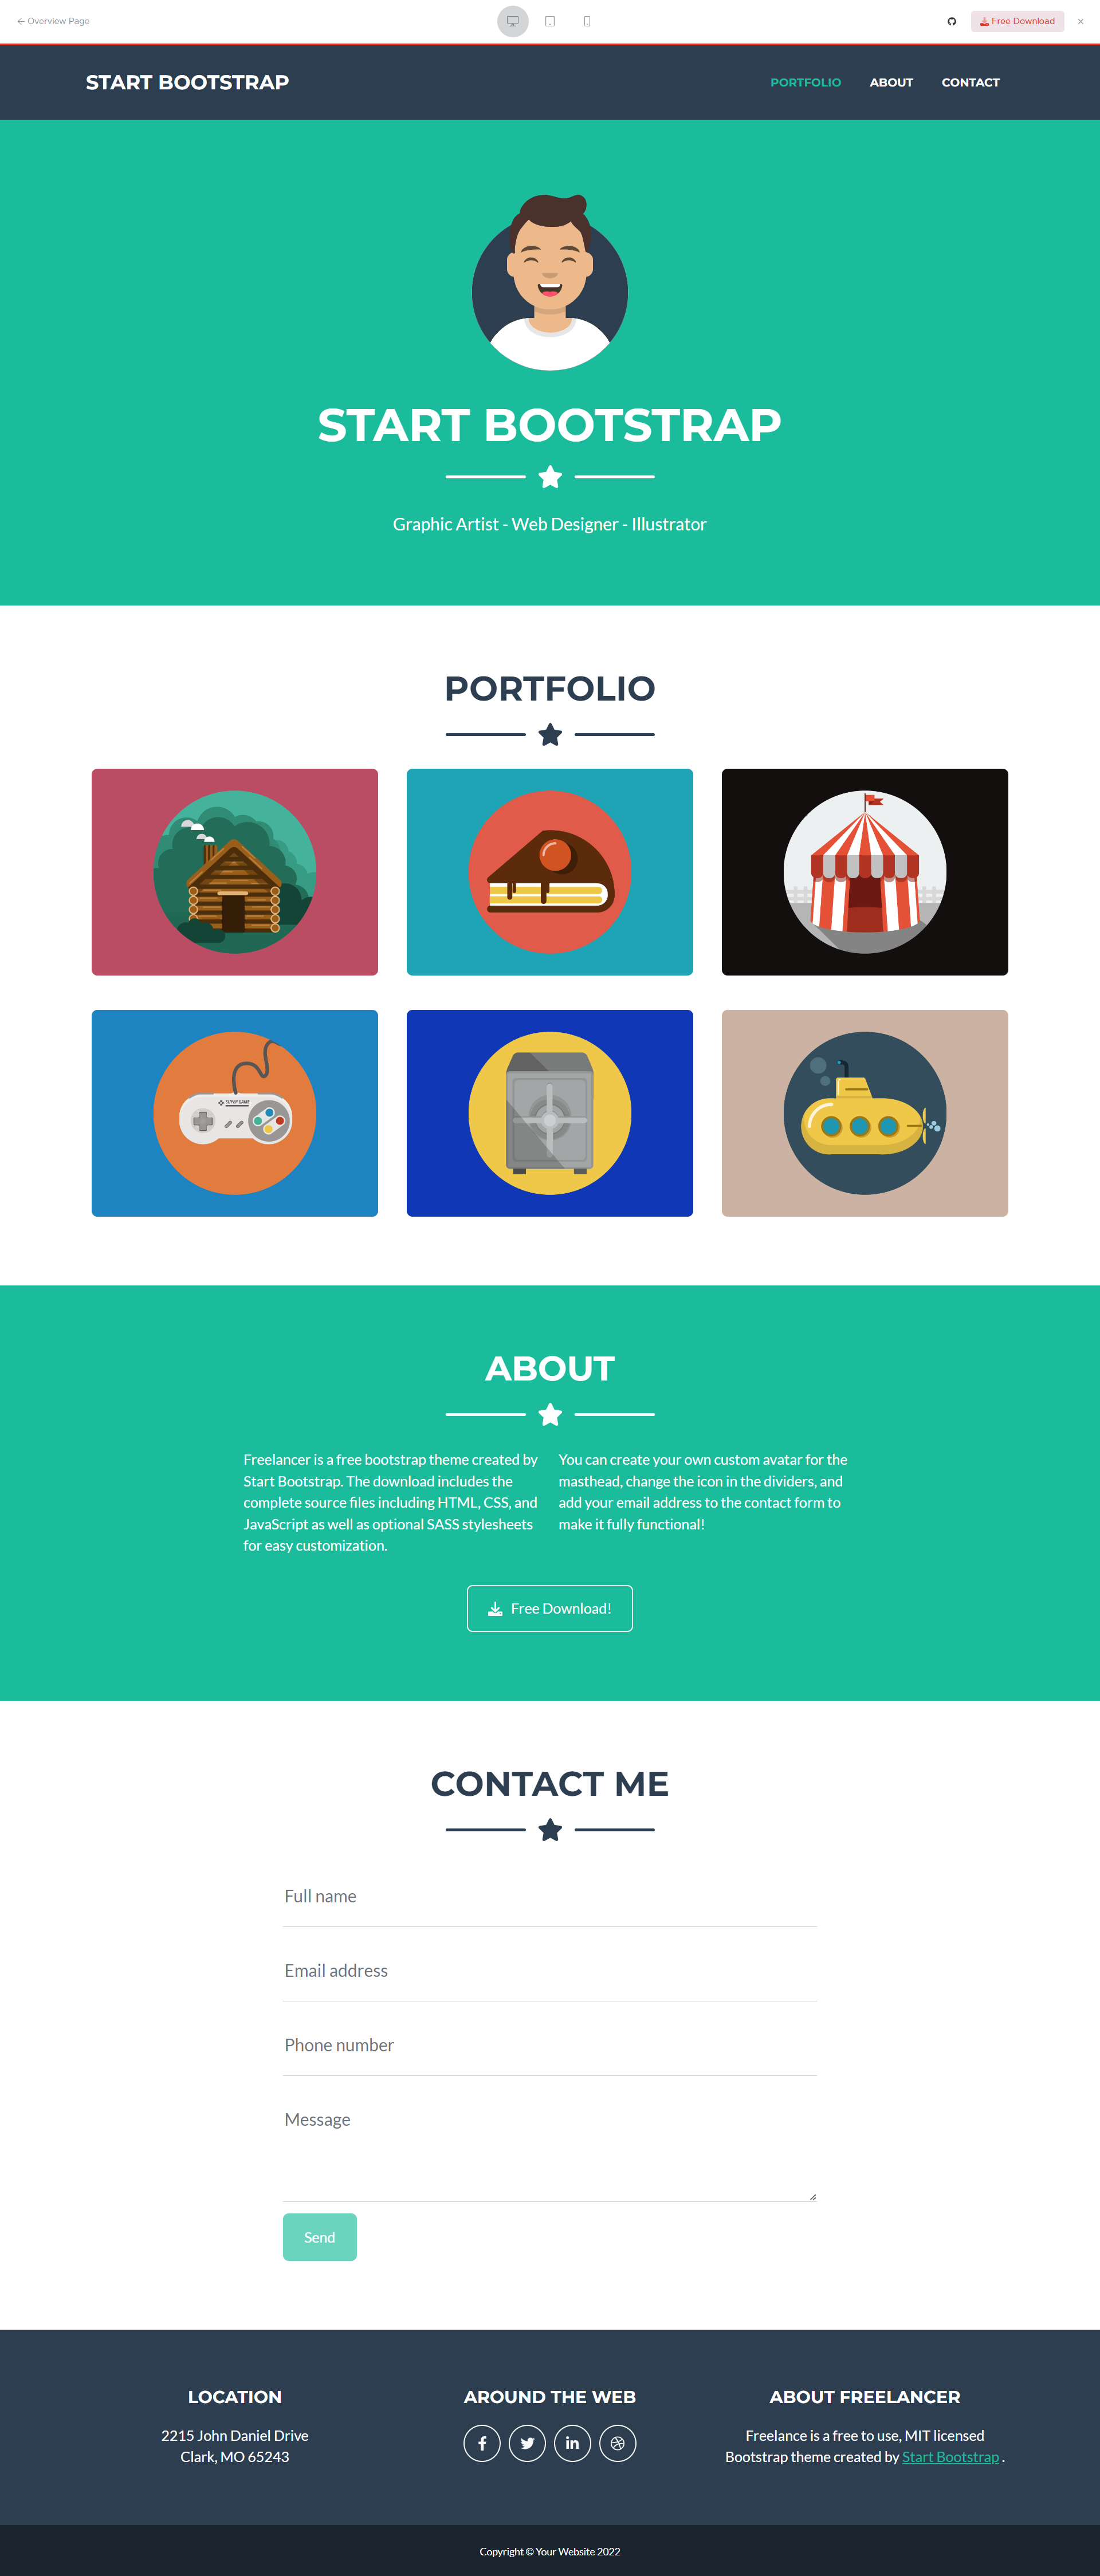 Overview Page
Free Download
START BOOTSTRAP
PORTFOLIO
ABOUT
CONTACT
START BOOTSTRAP
Graphic Artist - Web Designer - Illustrator
PORTFOLIO
SUPER GAME
ABOUT
Freelancer is a free bootstrap theme created by
Start Bootstrap. The download includes the
complete source files including HTML, CSS, and
JavaScript as well as optional SASS stylesheets
for easy customization.
You can create your own custom avatar for the
masthead, change the icon in the dividers, and
add your email address to the contact form to
make it fully functional!
Free Download!
CONTACT ME
Full name
Email address
Phone number
Message
Send
LOCATION
2215 John Daniel Drive
Clark, MO 65243
AROUND THE WEB
ABOUT FREELANCER
Freelance is a free to use, MIT licensed
Bootstrap theme created by Start Bootstrap .
Copyright © Your Website 2022